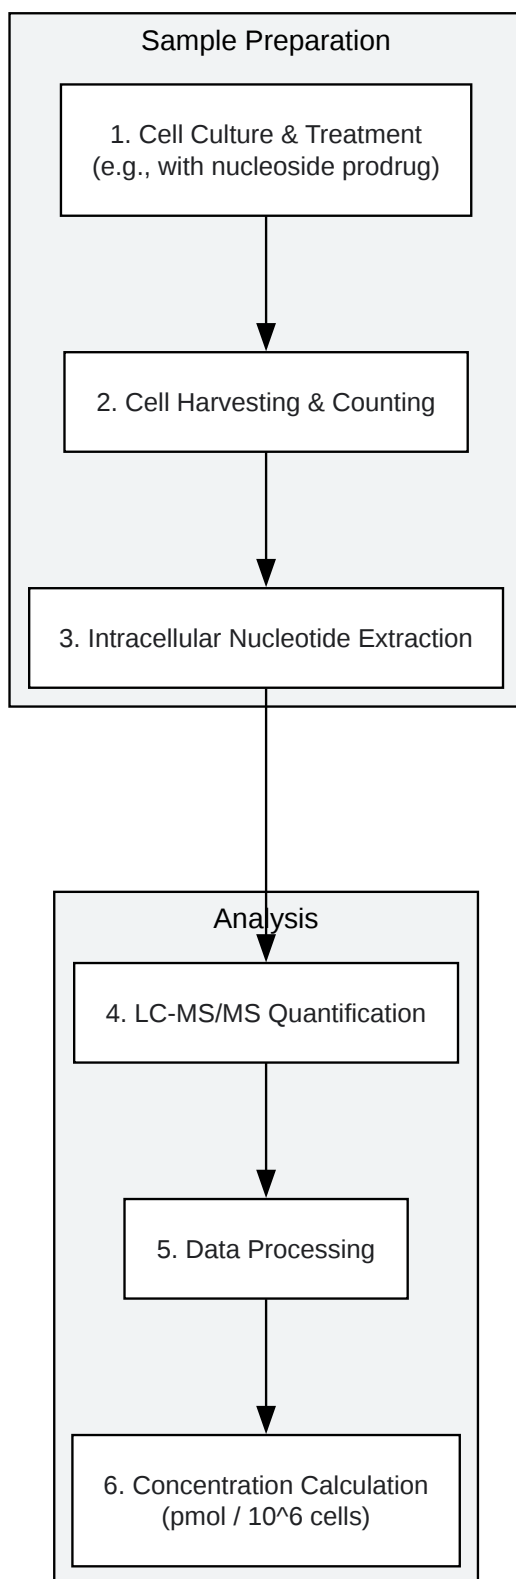 Sample Preparation
1. Cell Culture & Treatment
(e.g., with nucleoside prodrug)
2. Cell Harvesting & Counting
3. Intracellular Nucleotide Extraction
Analysis
4. LC-MS/MS Quantification
5. Data Processing
6. Concentration Calculation
(pmol / 10^6 cells)